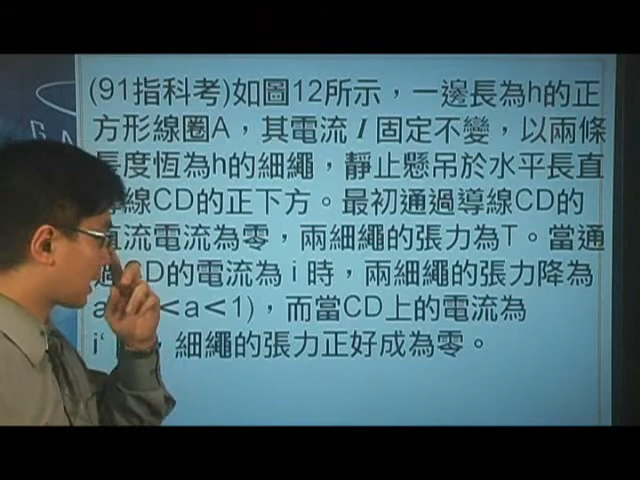 (91指科考)如圖12所示，一邊長為h的正
方形線圈A，其電流 I 固定不變，以兩條
長度恆為h的細繩，靜止懸吊於水平長直
導線CD的正下方。最初通過導線CD的
直流電流為零，兩細繩的張力為T。當通
過CD的電流為 i 時，兩細繩的張力降為
a <a<1)，而當CD上的電流為
i' ，細繩的張力正好成為零。